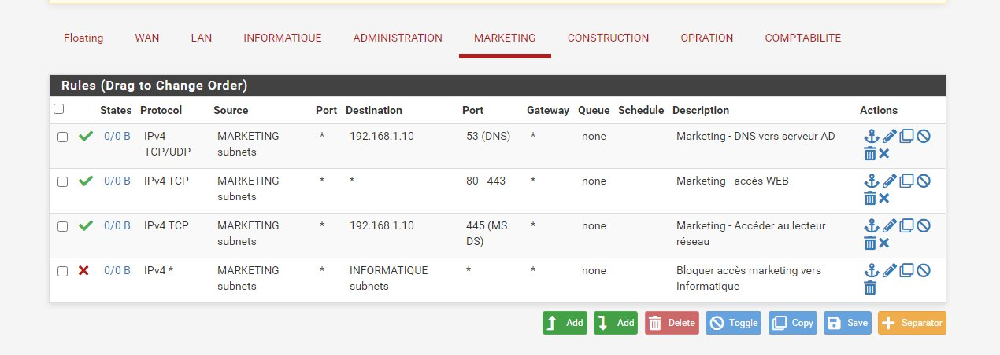 Floating WAN LAN INFORMATIQUE ADMINISTRATION MARKETING CONSTRUCTION OPRATION COMPTABILITE
Rules (Drag to Change Order)
States Protocol Source Port Destination Port Gateway Queue Schedule Description Actions
0/0 B IPv4 MARKETING * 192.168.1.10 53 (DNS) * none Marketing - DNS vers serveur AD
TCP/UDP subnets
0/0 B IPv4 TCP MARKETING * * 80 - 443 * none Marketing - accès WEB
subnets
0/0 B IPv4 TCP MARKETING * 192.168.1.10 445 (MS * none Marketing - Accéder au lecteur
subnets DS) réseau
0/0 B IPv4 * MARKETING * INFORMATIQUE * * none Bloquer accès marketing vers
subnets subnets Informatique
Add Add Delete Toggle Copy Save Separator